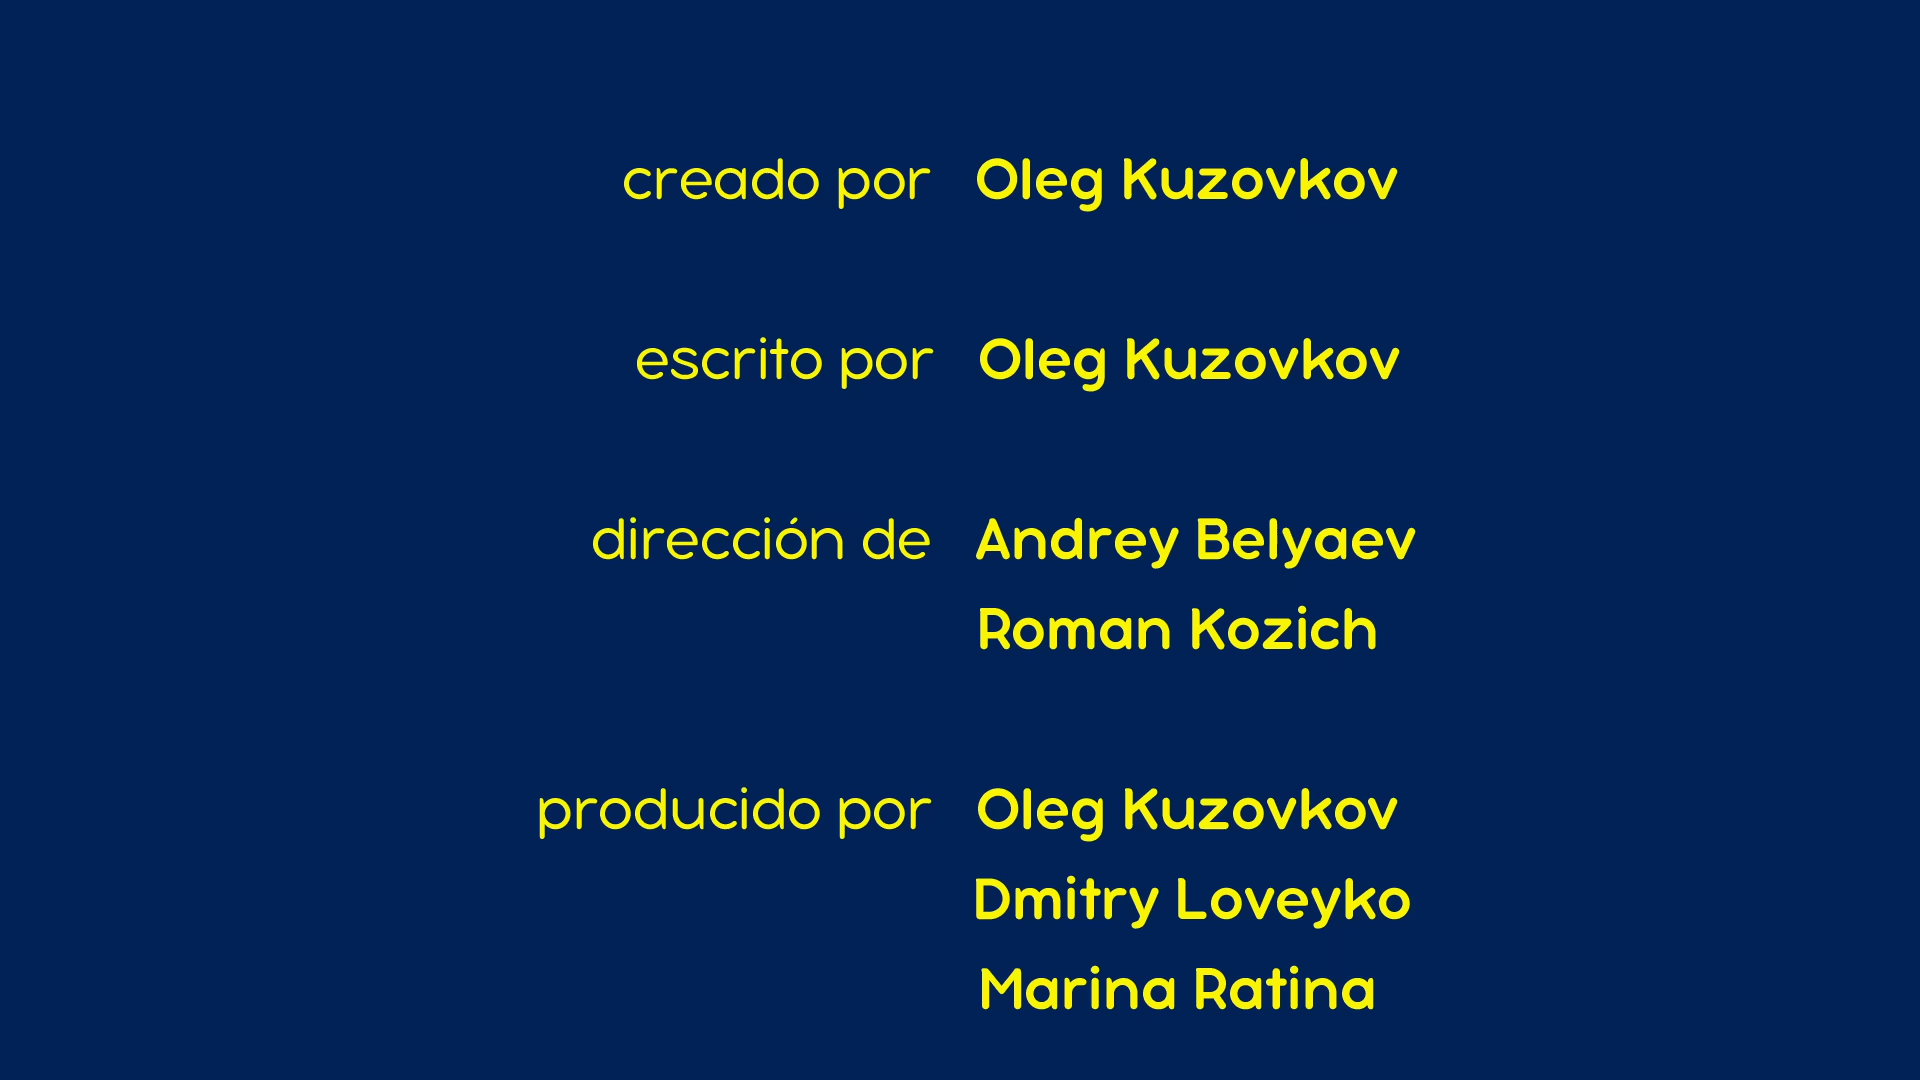 creado por Oleg Kuzovkov
escrito por Oleg Kuzovkov
dirección de Andrey Belyaev
Roman Kozich
producido por Oleg Kuzovkov
Dmitry Loveyko
Marina Ratina